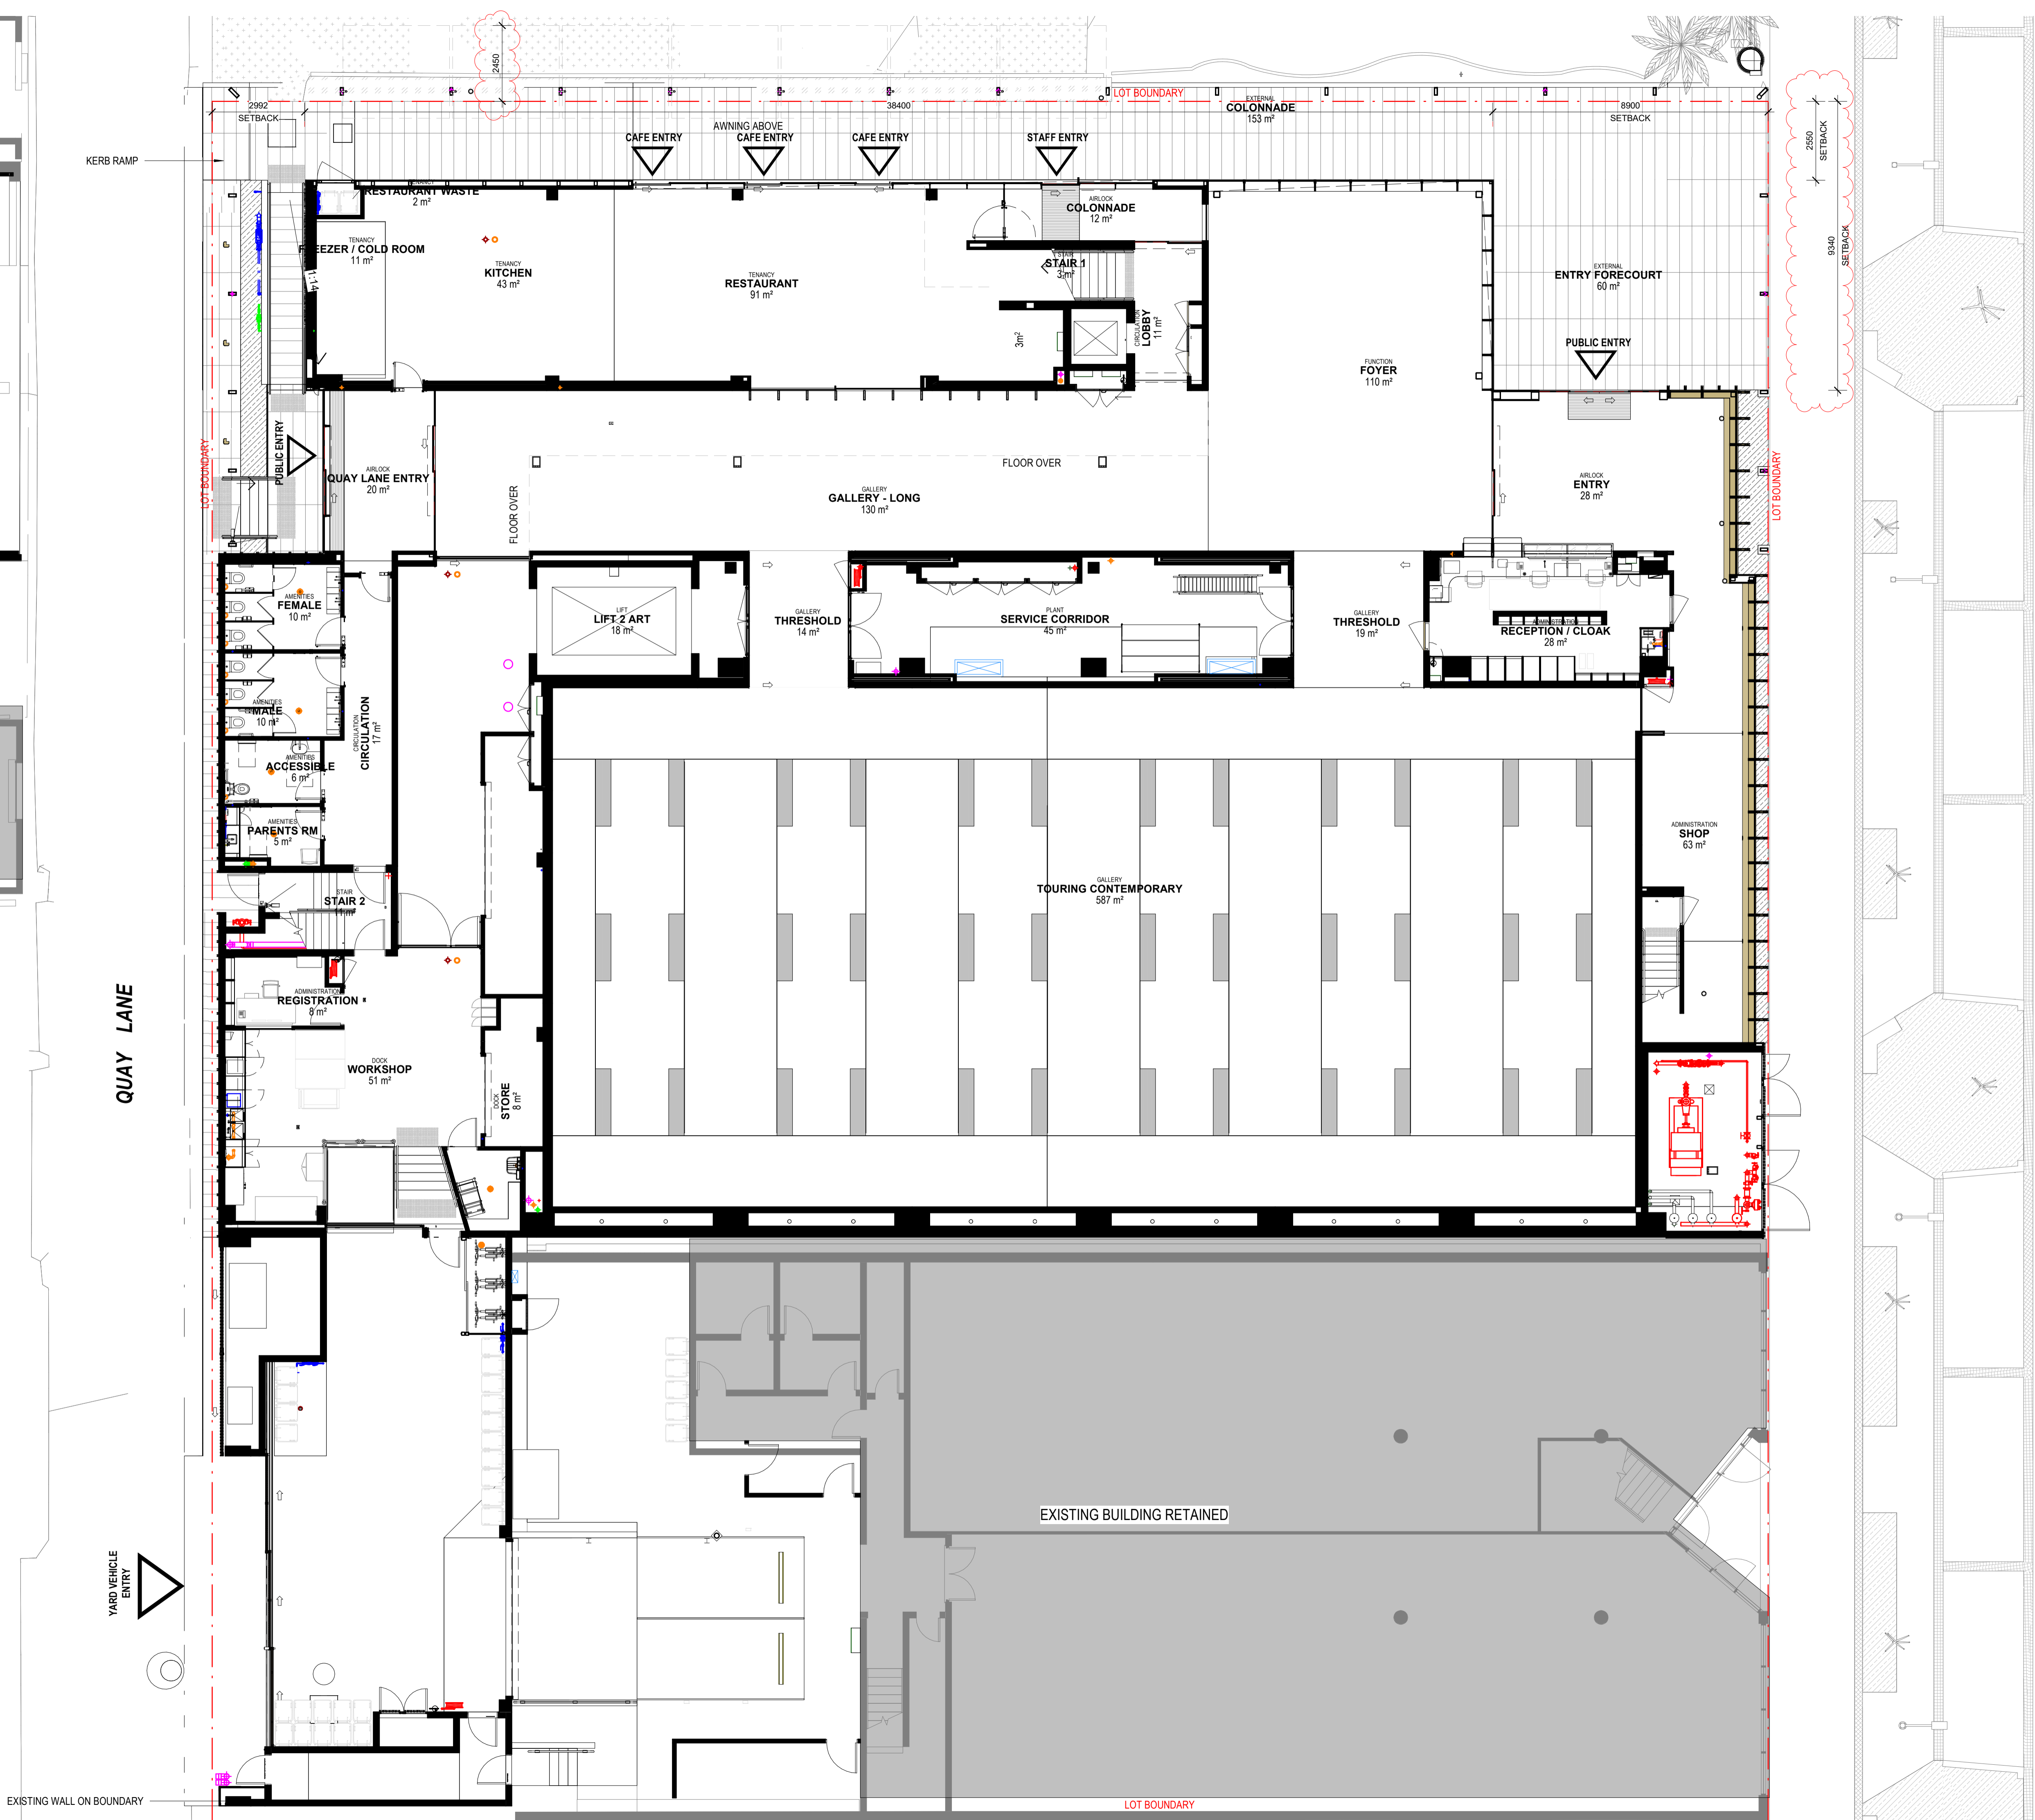 2450
LOT BOUNDARY
2992
SETBACK
38400
EXTERNAL
COLONNADE
153 m²
8900
SETBACK
2550
SETBACK
9340
SETBACK
AWNING ABOVE
CAFE ENTRY
CAFE ENTRY
CAFE ENTRY
STAFF ENTRY
KERB RAMP
TENANCY
RESTAURANT WASTE
2 m²
AIRLOCK
COLONNADE
12 m²
TENANCY
FREEZER / COLD ROOM
11 m²
1:14
TENANCY
KITCHEN
43 m²
TENANCY
RESTAURANT
91 m²
STAIR
STAIR 1
3 m²
3m²
CIRCULATION
LOBBY
11 m²
EXTERNAL
ENTRY FORECOURT
60 m²
PUBLIC ENTRY
FUNCTION
FOYER
110 m²
LOT BOUNDARY
PUBLIC ENTRY
AIRLOCK
QUAY LANE ENTRY
20 m²
FLOOR OVER
FLOOR OVER
GALLERY
GALLERY - LONG
130 m²
AIRLOCK
ENTRY
28 m²
LOT BOUNDARY
AMENITIES
FEMALE
10 m²
LIFT
LIFT 2 ART
18 m²
GALLERY
THRESHOLD
14 m²
PLANT
SERVICE CORRIDOR
45 m²
GALLERY
THRESHOLD
19 m²
ADMINISTRATION
RECEPTION / CLOAK
28 m²
AMENITIES
MALE
10 m²
CIRCULATION
CIRCULATION
17 m²
AMENITIES
ACCESSIBLE
6 m²
AMENITIES
PARENTS RM
5 m²
ADMINISTRATION
SHOP
63 m²
STAIR
STAIR 2
11 m²
GALLERY
TOURING CONTEMPORARY
587 m²
ADMINISTRATION
REGISTRATION
8 m²
QUAY LANE
DOCK
WORKSHOP
51 m²
DOCK
STORE
8 m²
EXISTING BUILDING RETAINED
YARD VEHICLE
ENTRY
EXISTING WALL ON BOUNDARY
LOT BOUNDARY